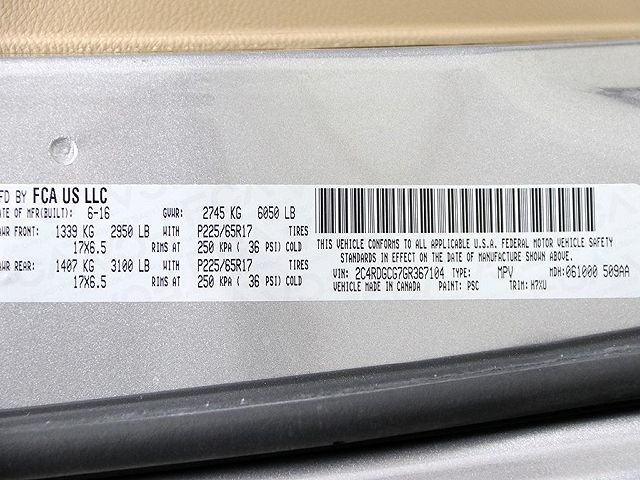 FD BY FCA US LLC
ATE OF MFR(BUILT): 6-16 GVWR: 2745 KG 6050 LB
AWR FRONT: 1339 KG 2950 LB WITH P225/65R17 TIRES
17X6.5 RIMS AT 250 KPA ( 36 PSI) COLD
AWR REAR: 1407 KG 3100 LB WITH P225/65R17 TIRES
17X6.5 RIMS AT 250 KPA ( 36 PSI) COLD
THIS VEHICLE CONFORMS TO ALL APPLICABLE U.S.A. FEDERAL MOTOR VEHICLE SAFETY
STANDARDS IN EFFECT ON THE DATE OF MANUFACTURE SHOWN ABOVE.
VIN: 2C4RDGCG7GR367104 TYPE: MPV MDH: 061000 509AA
VEHICLE MADE IN CANADA PAINT: PSC TRIM: H7XU